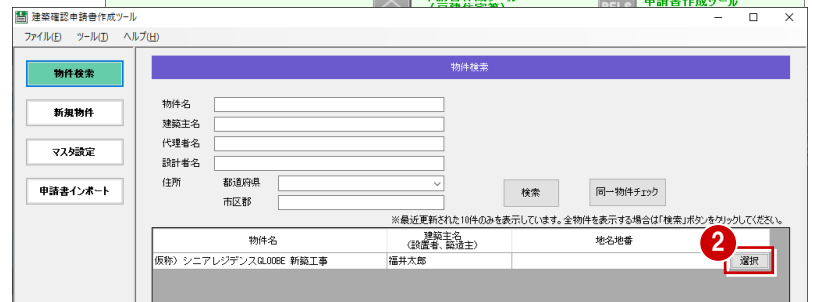 (戸建住宅等)
BELS 申請書作成ツール
建築確認申請書作成ツール
ファイル(F) ツール(T) ヘルプ(H)
物件検索
物件検索
新規物件
マスタ設定
申請書インポート
物件名
建築主名
代理者名
設計者名
住所 都道府県
市区郡
検索 同一物件チェック
※最近更新された10件のみを表示しています。全物件を表示する場合は「検索」ボタンをクリックしてください。
物件名 建築主名 地名地番
(設置者、築造主)
2
仮称）シニアレジデンスGLOOBE 新築工事 福井太郎 選択